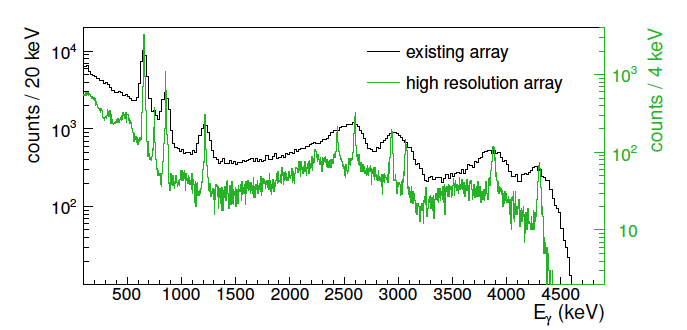 counts / 20 keV
10⁴
10³
10²
existing array
high resolution array
10³
10²
10
counts / 4 keV
500 1000 1500 2000 2500 3000 3500 4000 4500
Eγ (keV)